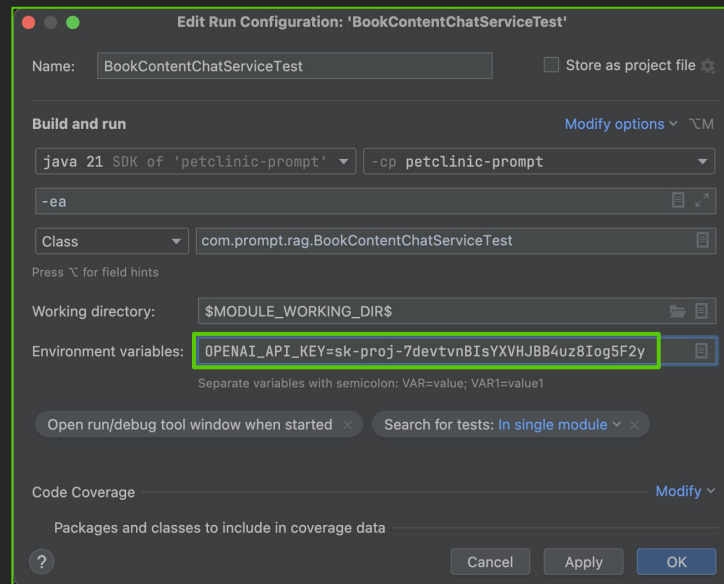 Edit Run Configuration: 'BookContentChatServiceTest'
Name: BookContentChatServiceTest Store as project file
Build and run Modify options ⌥M
java 21 SDK of 'petclinic-prompt' -cp petclinic-prompt
-ea
Class com.prompt.rag.BookContentChatServiceTest
Press ⌥ for field hints
Working directory: $MODULE_WORKING_DIR$
Environment variables: OPENAI_API_KEY=sk-proj-7devtvnBIsYXVHJBB4uz8Iog5F2y
Separate variables with semicolon: VAR=value; VAR1=value1
Open run/debug tool window when started × Search for tests: In single module ×
Code Coverage Modify
Packages and classes to include in coverage data
? Cancel Apply OK